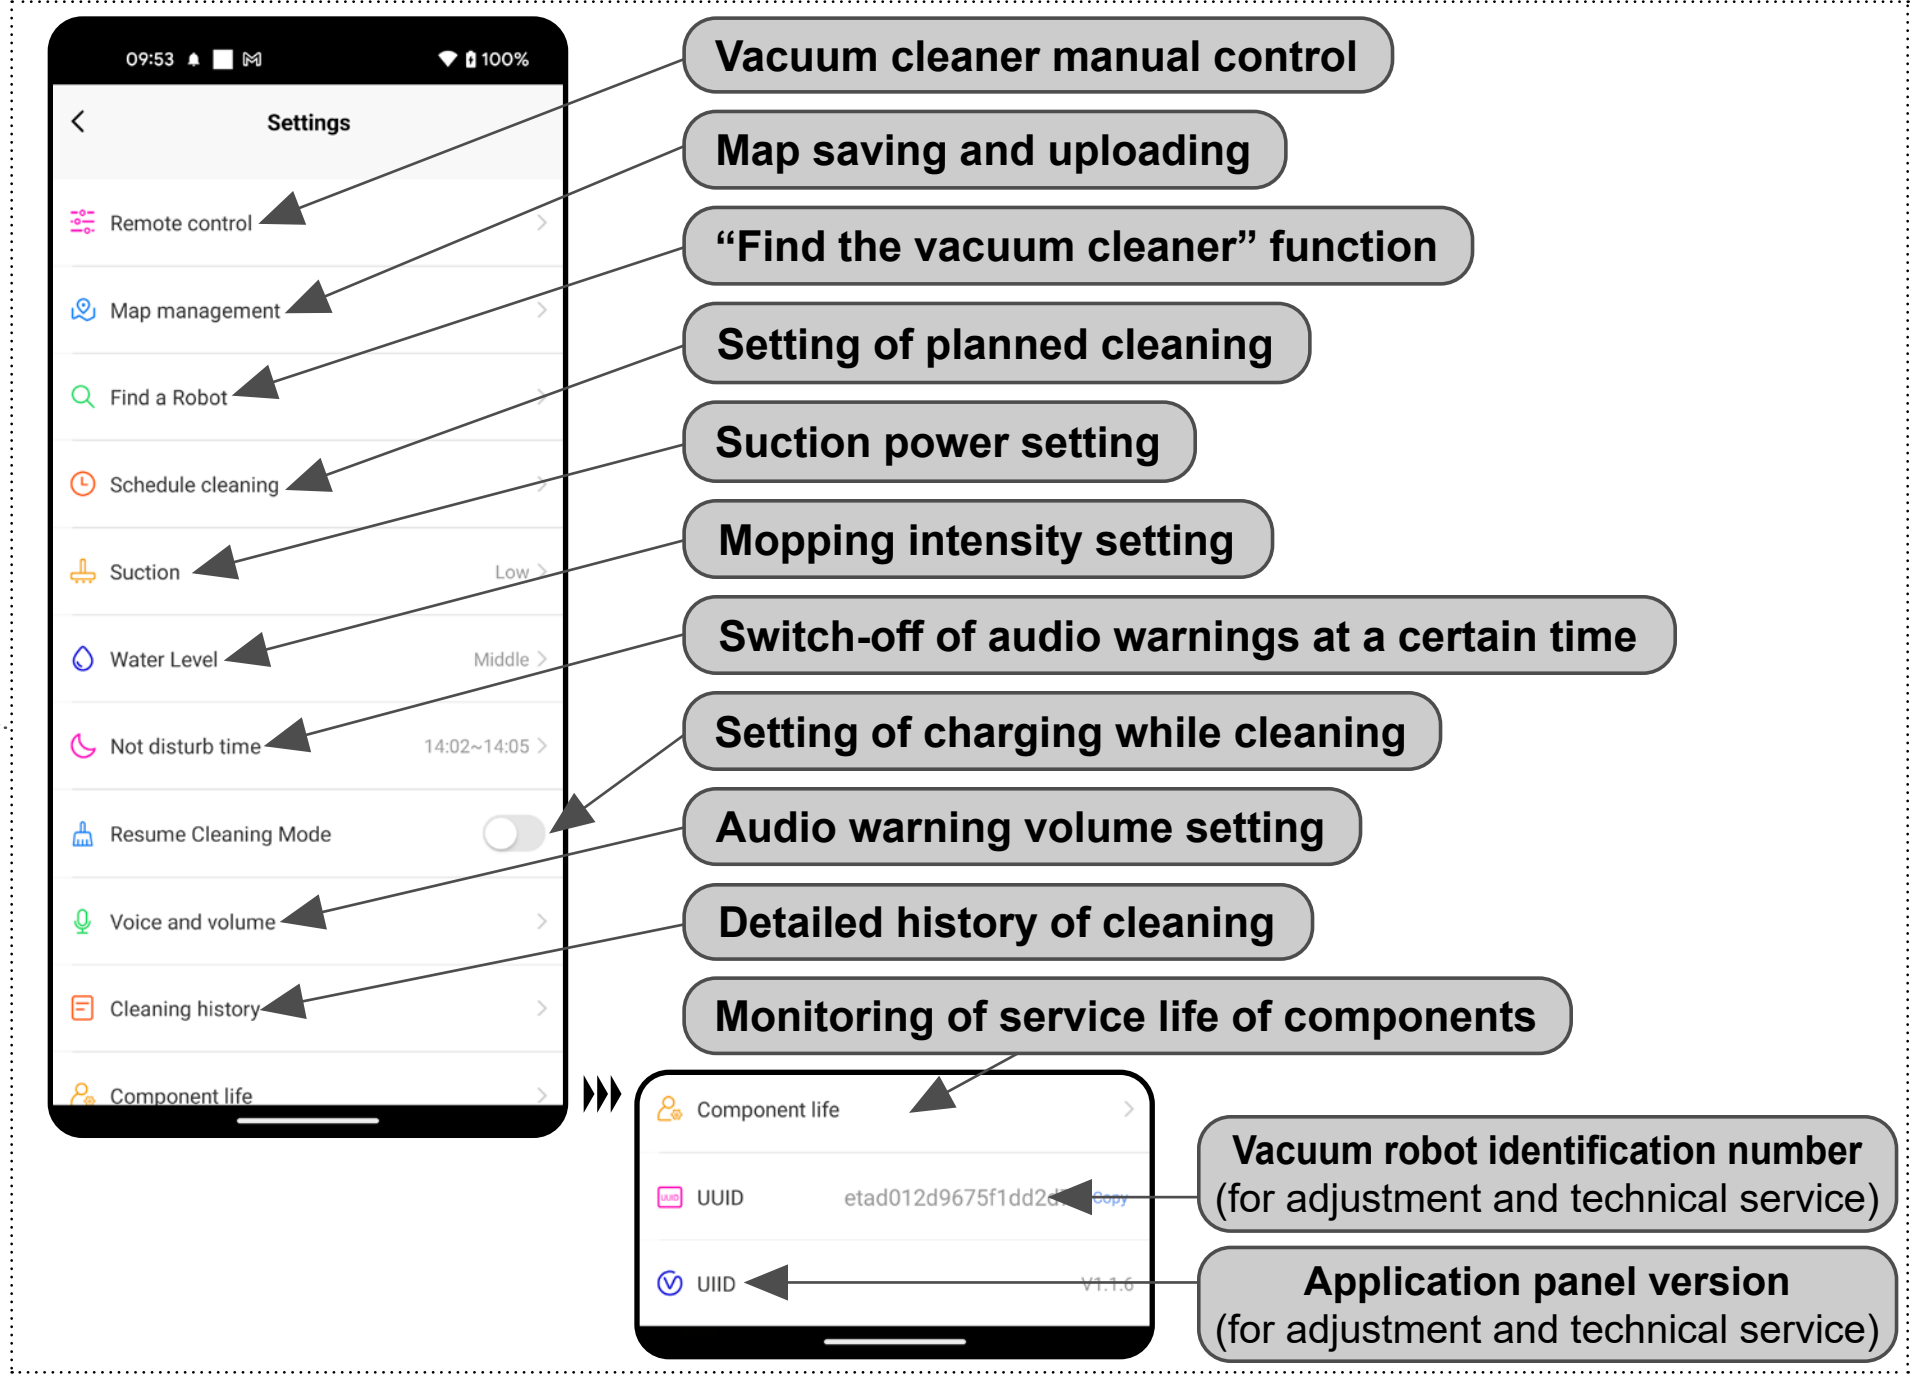 09:53
100%
Settings
Remote control
Map management
Find a Robot
Schedule cleaning
Suction
Low
Water Level
Middle
Not disturb time
14:02~14:05
Resume Cleaning Mode
Voice and volume
Cleaning history
Component life
Vacuum cleaner manual control
Map saving and uploading
“Find the vacuum cleaner” function
Setting of planned cleaning
Suction power setting
Mopping intensity setting
Switch-off of audio warnings at a certain time
Setting of charging while cleaning
Audio warning volume setting
Detailed history of cleaning
Monitoring of service life of components
Component life
UUID
UUID
Copy
UIID
V1.1.6
Vacuum robot identification number
(for adjustment and technical service)
Application panel version
(for adjustment and technical service)